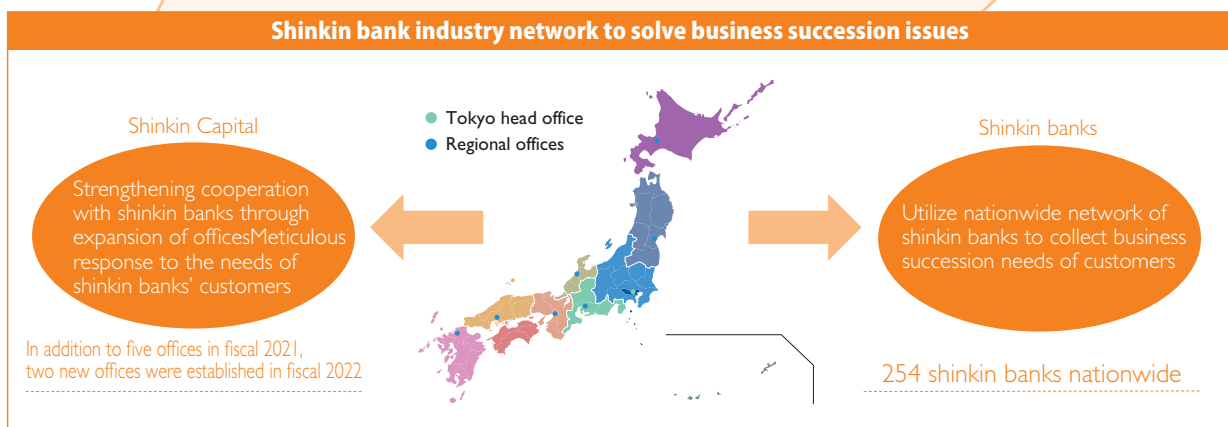 Shinkin bank industry network to solve business succession issues
Shinkin Capital
Strengthening cooperation
with shinkin banks through
expansion of officesMeticulous
response to the needs of
shinkin banks’ customers
In addition to five offices in fiscal 2021,
two new offices were established in fiscal 2022
Tokyo head office
Regional offices
Shinkin banks
Utilize nationwide network of
shinkin banks to collect business
succession needs of customers
254 shinkin banks nationwide